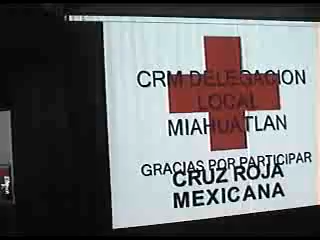 CRM DELEGACION
LOCAL
MIAHUATLAN
GRACIAS POR PARTICIPAR
CRUZ ROJA
MEXICANA